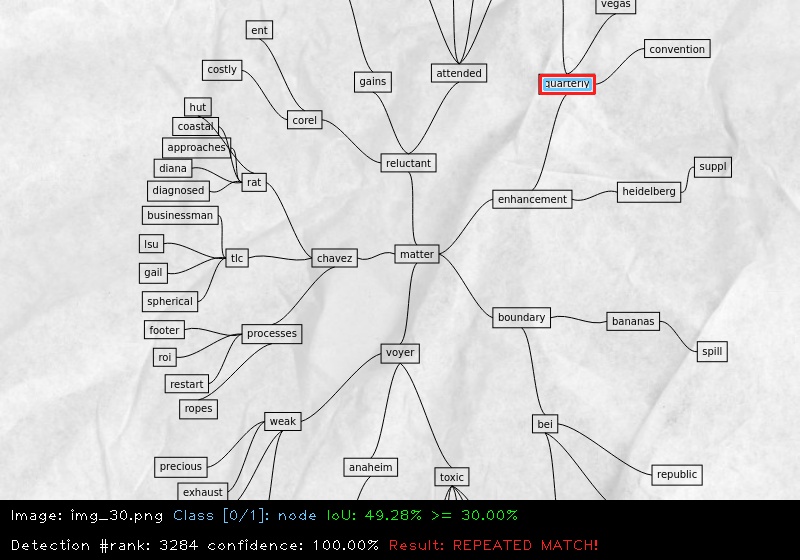 vegas
ent
convention
costly
gains
attended
quarterly
hut
corel
coastal
approaches
reluctant
diana
suppl
rat
diagnosed
heidelberg
enhancement
businessman
lsu
matter
tlc
chavez
gail
spherical
boundary
bananas
footer
processes
voyer
spill
roi
restart
ropes
weak
bei
precious
anaheim
republic
toxic
exhaust
Image: img_30.png Class [0/1]: node IoU: 49.28% >= 30.00%
Detection #rank: 3284 confidence: 100.00% Result: REPEATED MATCH!